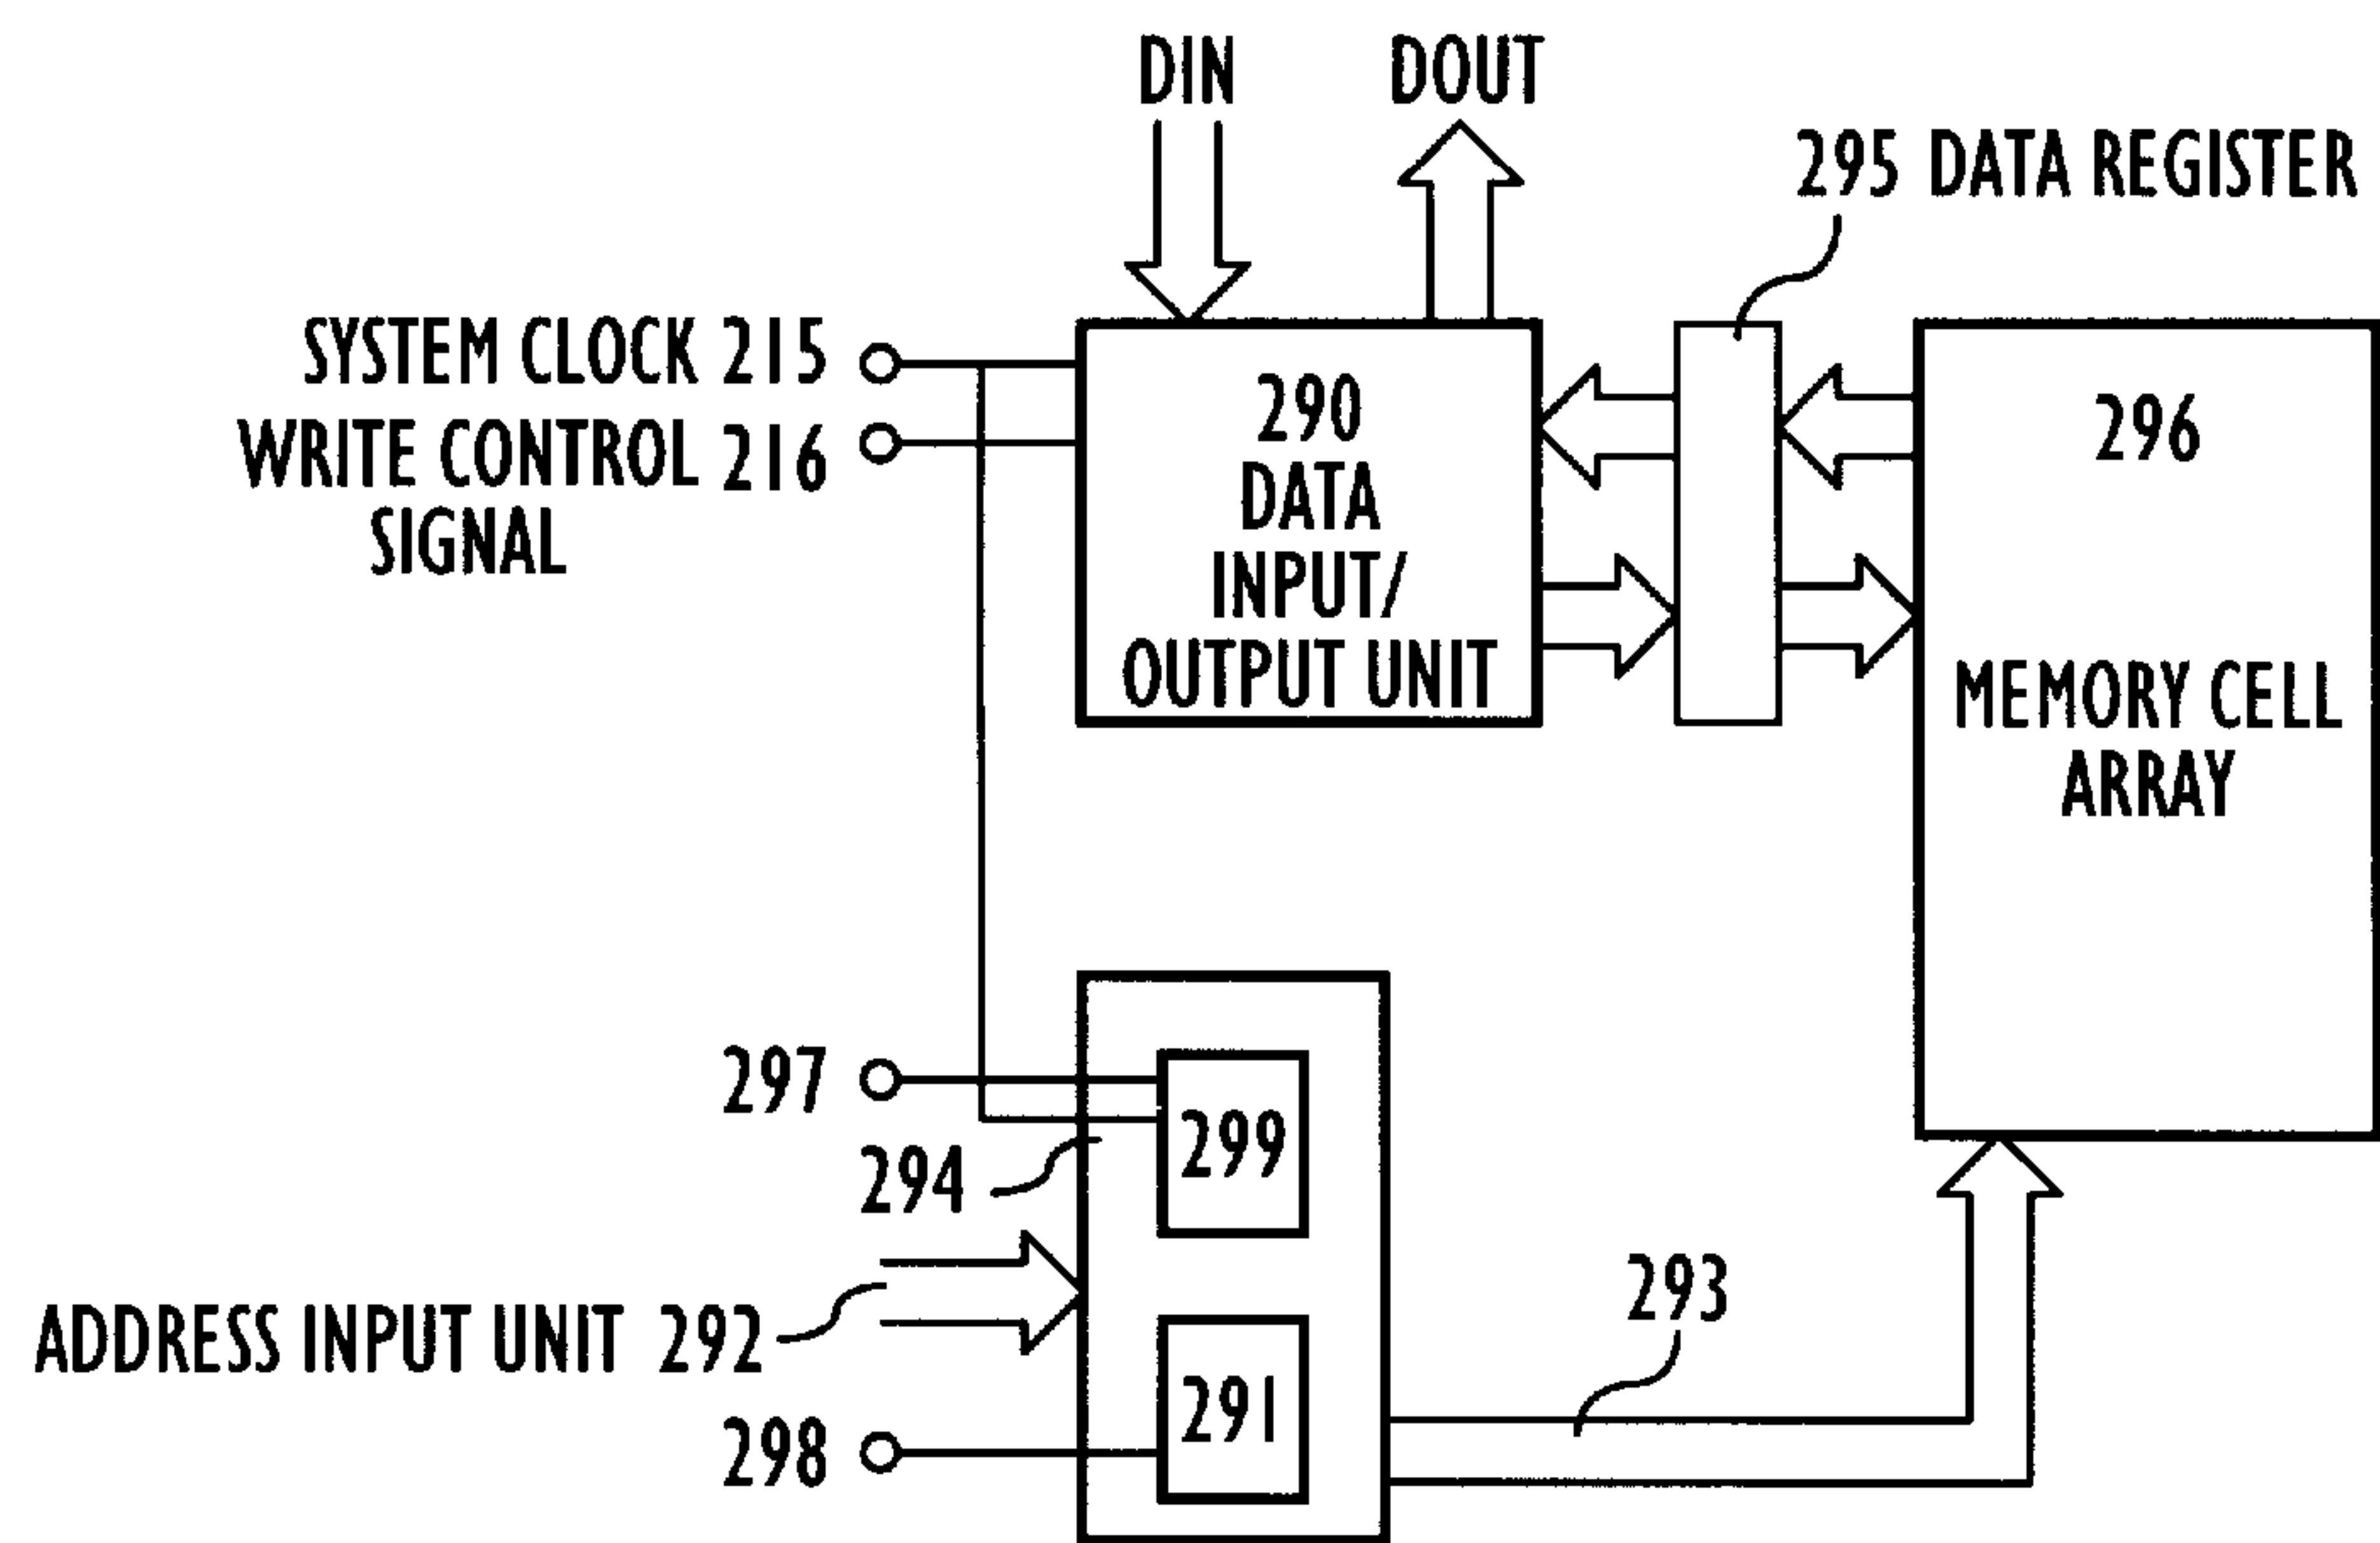 DIN
DOUT
295 DATA REGISTER
SYSTEM CLOCK 215
WRITE CONTROL 216
SIGNAL
290
DATA
INPUT/
OUTPUT UNIT
296
MEMORY CELL
ARRAY
297
299
294
ADDRESS INPUT UNIT 292
293
291
298